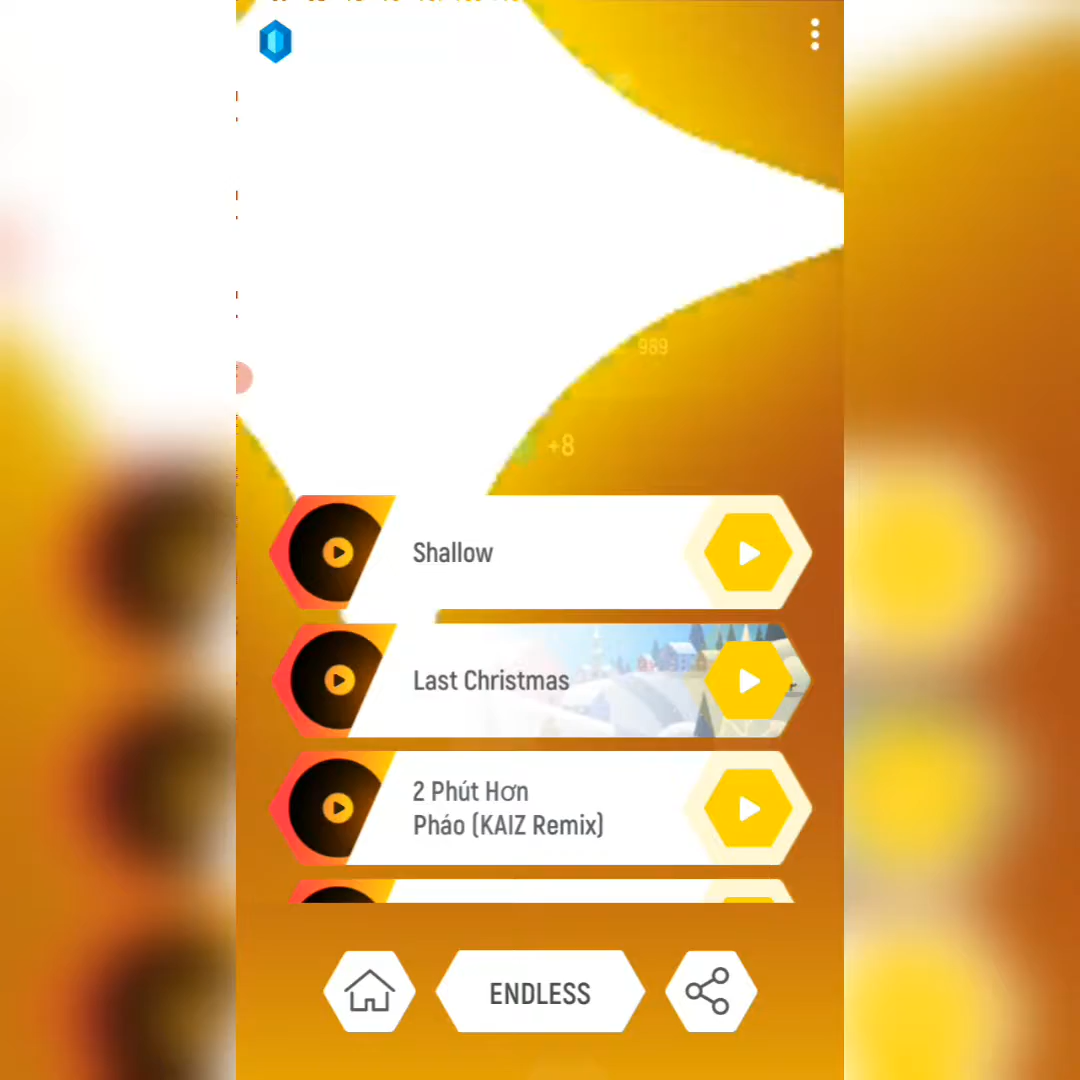 989
+8
Shallow
Last Christmas
2 Phút Hơn
Pháo (KAIZ Remix)
ENDLESS